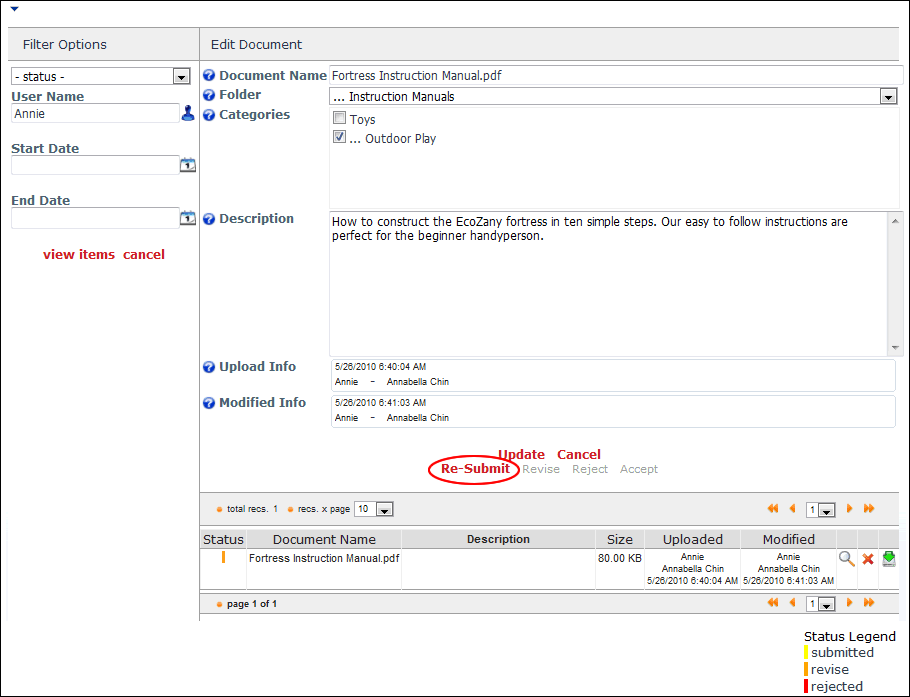 Filter Options
- status -
User Name
Annie
Start Date
End Date
view items cancel
Edit Document
Document Name Fortress Instruction Manual.pdf
Folder ... Instruction Manuals
Categories Toys
... Outdoor Play
Description How to construct the EcoZany fortress in ten simple steps. Our easy to follow instructions are
perfect for the beginner handyperson.
Upload Info 5/26/2010 6:40:04 AM
Annie - Annabella Chin
Modified Info 5/26/2010 6:41:03 AM
Annie - Annabella Chin
Update Cancel
Re-Submit Revise Reject Accept
total recs. 1 recs. x page 10 1
Status Document Name Description Size Uploaded Modified
Fortress Instruction Manual.pdf 80.00 KB Annie Annie
Annabella Chin Annabella Chin
5/26/2010 6:40:04 AM 5/26/2010 6:41:03 AM
page 1 of 1 1
Status Legend
submitted
revise
rejected